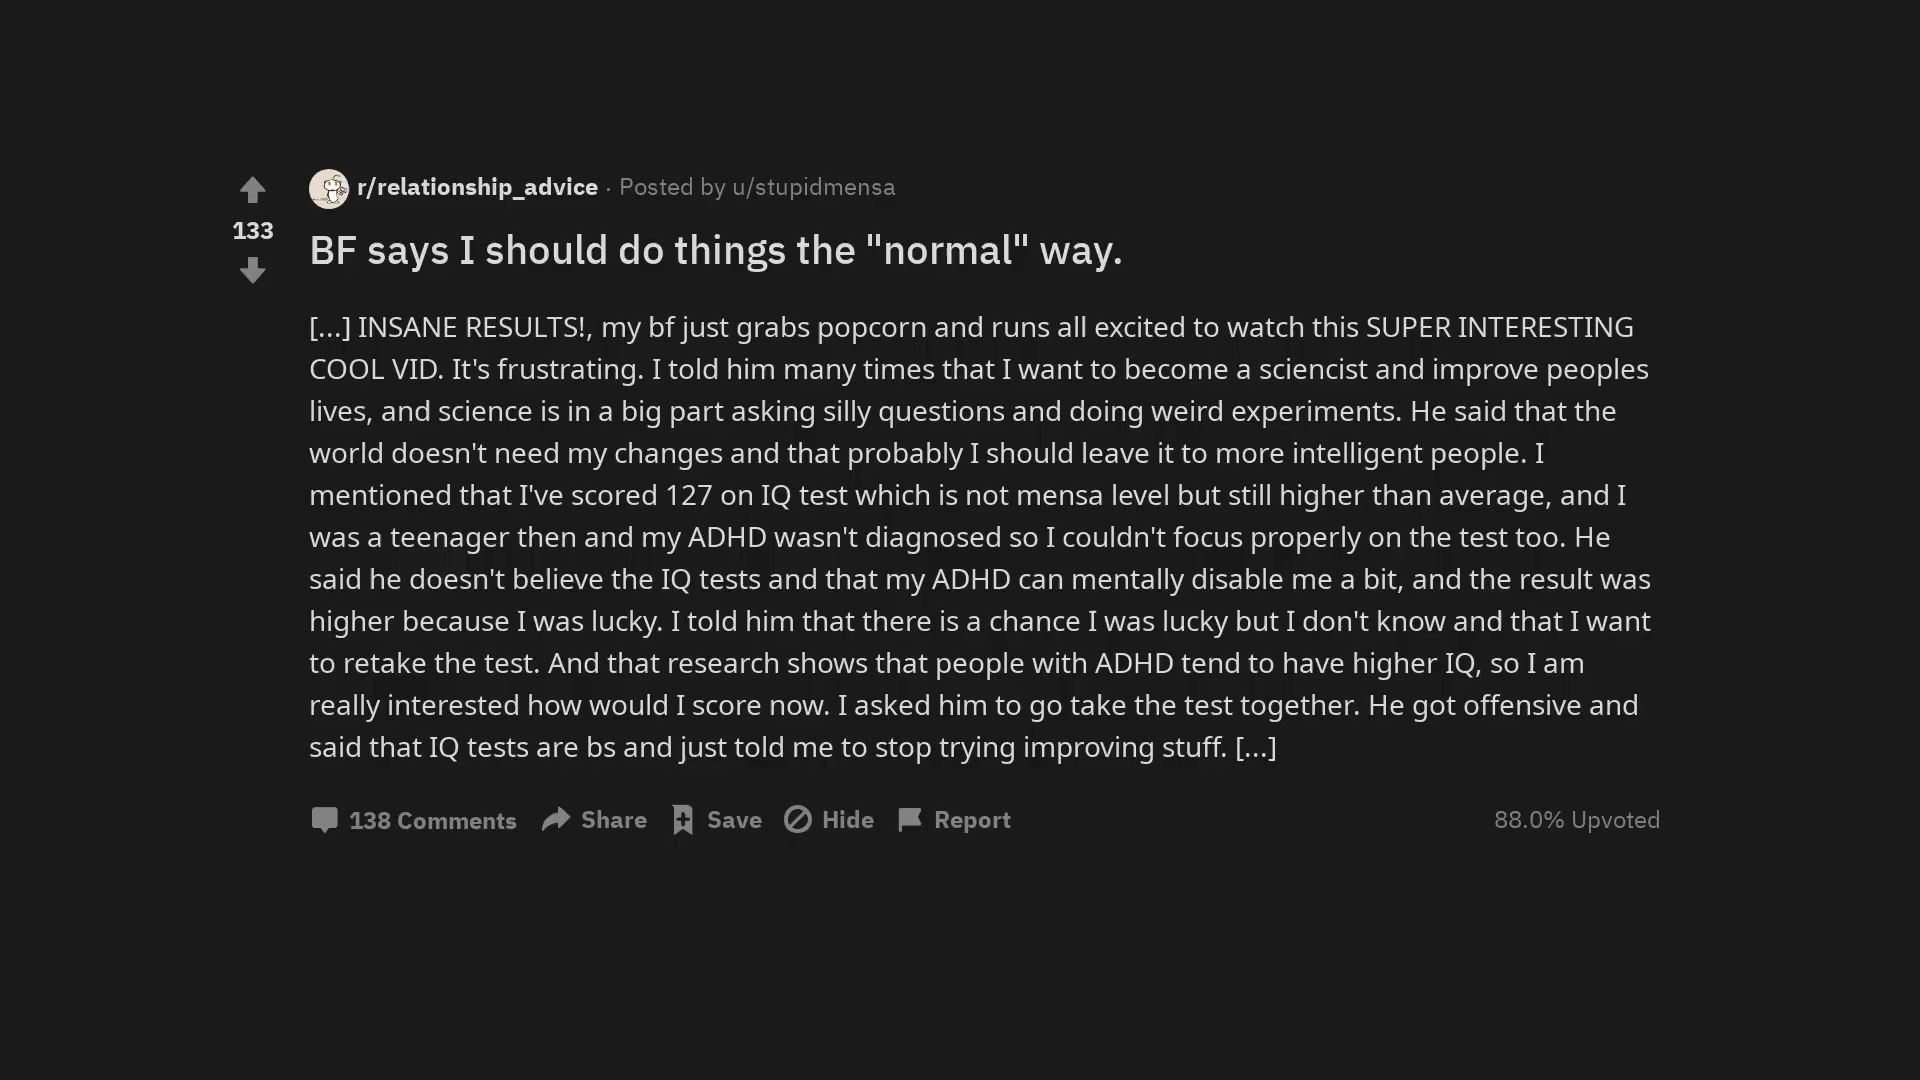 r/relationship_advice · Posted by u/stupidmensa
133
BF says I should do things the "normal" way.
[...] INSANE RESULTS!, my bf just grabs popcorn and runs all excited to watch this SUPER INTERESTING
COOL VID. It's frustrating. I told him many times that I want to become a sciencist and improve peoples
lives, and science is in a big part asking silly questions and doing weird experiments. He said that the
world doesn't need my changes and that probably I should leave it to more intelligent people. I
mentioned that I've scored 127 on IQ test which is not mensa level but still higher than average, and I
was a teenager then and my ADHD wasn't diagnosed so I couldn't focus properly on the test too. He
said he doesn't believe the IQ tests and that my ADHD can mentally disable me a bit, and the result was
higher because I was lucky. I told him that there is a chance I was lucky but I don't know and that I want
to retake the test. And that research shows that people with ADHD tend to have higher IQ, so I am
really interested how would I score now. I asked him to go take the test together. He got offensive and
said that IQ tests are bs and just told me to stop trying improving stuff. [...]
138 Comments Share Save Hide Report 88.0% Upvoted